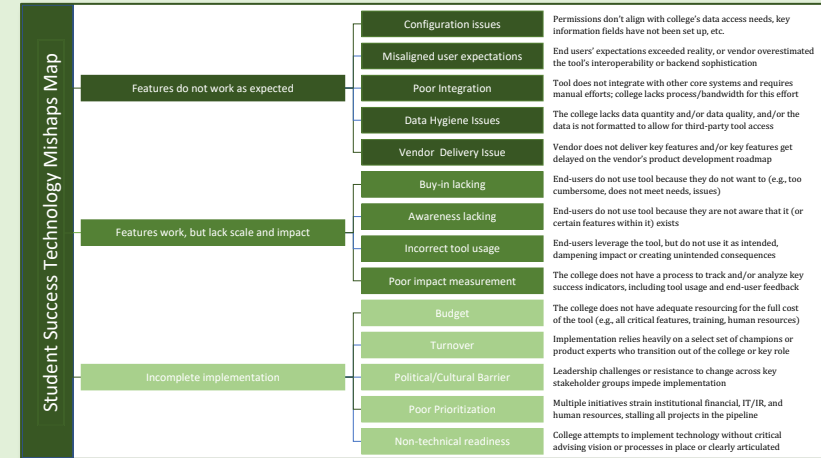 Student Success Technology Mishaps Map
Features do not work as expected
Configuration issues
Permissions don't align with college's data access needs, key
information fields have not been set up, etc.
Misaligned user expectations
End users' expectations exceeded reality, or vendor overestimated
the tool's interoperability or backend sophistication
Poor Integration
Tool does not integrate with other core systems and requires
manual efforts; college lacks process/bandwidth for this effort
Data Hygiene Issues
The college lacks data quantity and/or data quality, and/or the
data is not formatted to allow for third-party tool access
Vendor Delivery Issue
Vendor does not deliver key features and/or key features get
delayed on the vendor's product development roadmap
Features work, but lack scale and impact
Buy-in lacking
End-users do not use tool because they do not want to (e.g., too
cumbersome, does not meet needs, issues)
Awareness lacking
End-users do not use tool because they are not aware that it (or
certain features within it) exists
Incorrect tool usage
End-users leverage the tool, but do not use it as intended,
dampening impact or creating unintended consequences
Poor impact measurement
The college does not have a process to track and/or analyze key
success indicators, including tool usage and end-user feedback
Incomplete implementation
Budget
The college does not have adequate resourcing for the full cost
of the tool (e.g., all critical features, training, human resources)
Turnover
Implementation relies heavily on a select set of champions or
product experts who transition out of the college or key role
Political/Cultural Barrier
Leadership challenges or resistance to change across key
stakeholder groups impede implementation
Poor Prioritization
Multiple initiatives strain institutional financial, IT/IR, and
human resources, stalling all projects in the pipeline
Non-technical readiness
College attempts to implement technology without critical
advising vision or processes in place or clearly articulated